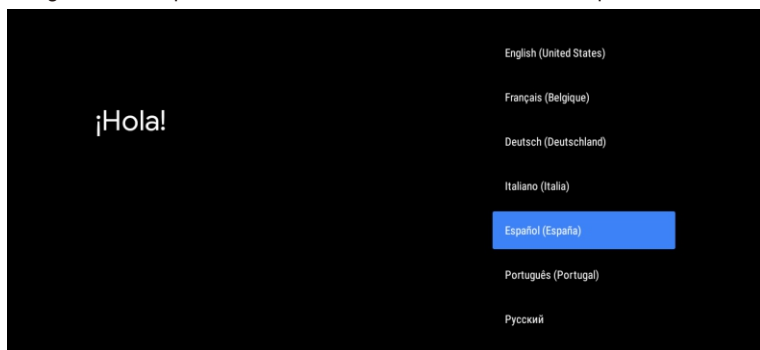 ¡Hola!
English (United States)
Français (Belgique)
Deutsch (Deutschland)
Italiano (Italia)
Español (España)
Português (Portugal)
Русский